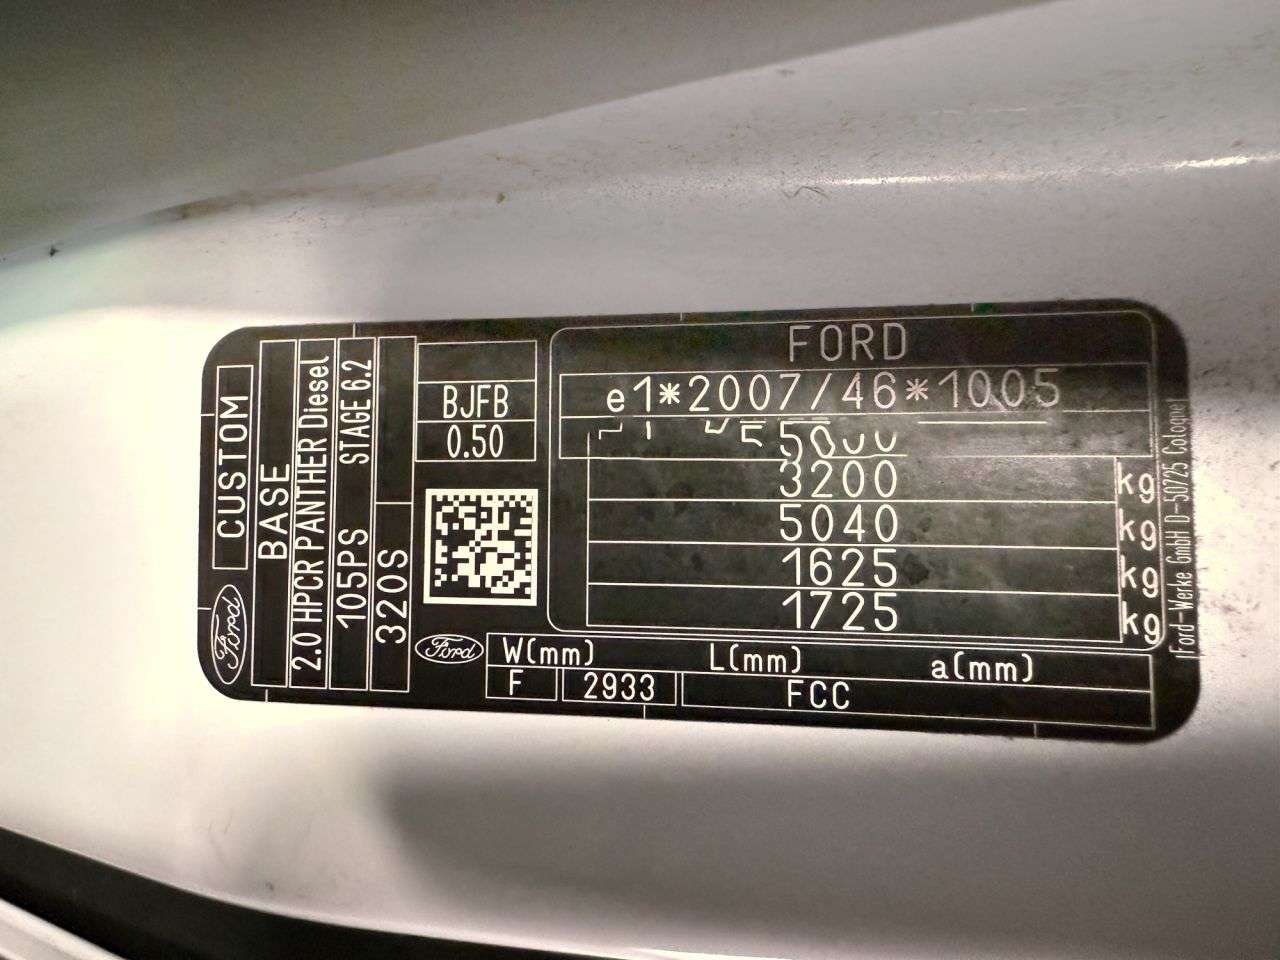 FORD
e1*2007/46*1005
3200 kg
5040 kg
1625 kg
1725 kg
Ford-Werke GmbH D-50725 Cologne
BJFB
0.50
CUSTOM
BASE
2.0 HPCR PANTHER Diesel
105PS
STAGE 6.2
320S
Ford
Ford
W(mm) L(mm) a(mm)
F 2933 FCC